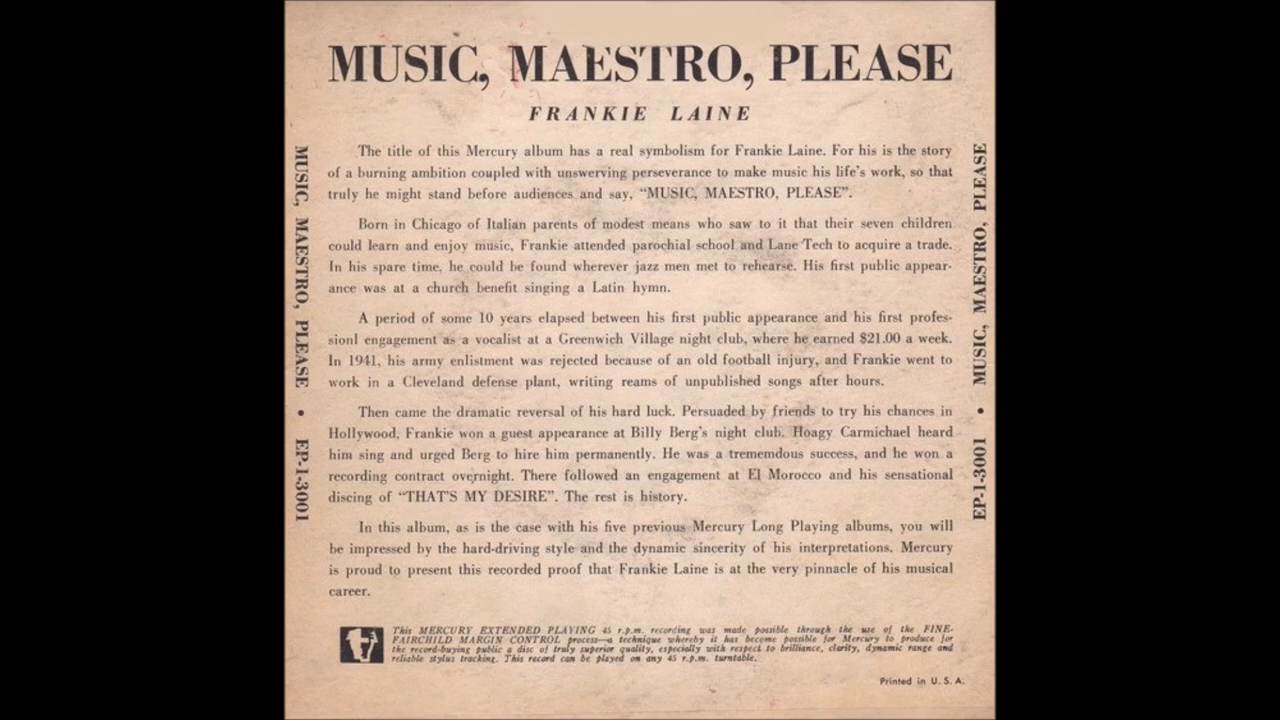 MUSIC, MAESTRO, PLEASE
FRANKIE LAINE
The title of this Mercury album has a real symbolism for Frankie Laine. For his is the story
of a burning ambition coupled with unswerving perseverance to make music his life's work, so that
truly he might stand before audiences and say, “MUSIC, MAESTRO, PLEASE”.
Born in Chicago of Italian parents of modest means who saw to it that their seven children
could learn and enjoy music, Frankie attended parochial school and Lane Tech to acquire a trade.
In his spare time, he could be found wherever jazz men met to rehearse. His first public appear-
ance was at a church benefit singing a Latin hymn.
A period of some 10 years elapsed between his first public appearance and his first profes-
sionl engagement as a vocalist at a Greenwich Village night club, where he earned $21.00 a week.
In 1941, his army enlistment was rejected because of an old football injury, and Frankie went to
work in a Cleveland defense plant, writing reams of unpublished songs after hours.
Then came the dramatic reversal of his hard luck. Persuaded by friends to try his chances in
Hollywood, Frankie won a guest appearance at Billy Berg's night club. Hoagy Carmichael heard
him sing and urged Berg to hire him permanently. He was a trememdous success, and he won a
recording contract overnight. There followed an engagement at El Morocco and his sensational
discing of “THAT'S MY DESIRE”. The rest is history.
In this album, as is the case with his five previous Mercury Long Playing albums, you will
be impressed by the hard-driving style and the dynamic sincerity of his interpretations. Mercury
is proud to present this recorded proof that Frankie Laine is at the very pinnacle of his musical
career.
This MERCURY EXTENDED PLAYING 45 r.p.m. recording was made possible through the use of the FINE-
FAIRCHILD MARGIN CONTROL process—a technique whereby it has become possible for Mercury to produce for
the record-buying public a disc of truly superior quality, especially with respect to brilliance, clarity, dynamic range and
reliable stylus tracking. This record can be played on any 45 r.p.m. turntable.
Printed in U. S. A.
MUSIC, MAESTRO, PLEASE • EP-1-3001
MUSIC, MAESTRO, PLEASE • EP-1-3001